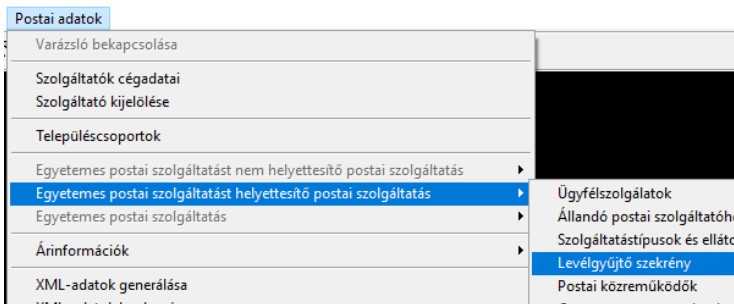 Postai adatok
Varázsló bekapcsolása
Szolgáltatók cégadatai
Szolgáltató kijelölése
Településcsoportok
Egyetemes postai szolgáltatást nem helyettesítő postai szolgáltatás
Egyetemes postai szolgáltatást helyettesítő postai szolgáltatás
Egyetemes postai szolgáltatás
Árinformációk
XML-adatok generálása
Ügyfélszolgálatok
Állandó postai
Szolgáltatástípusok és
Levélgyűjtő szekrény
Postai közreműködők